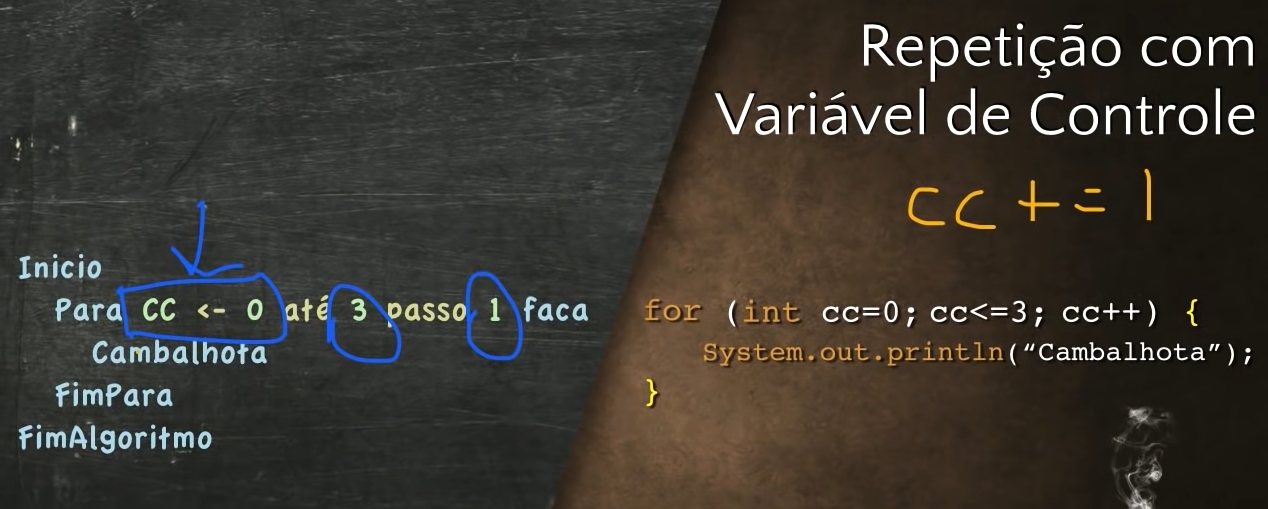 Inicio
Para CC <- 0 até 3 passo 1 faca
Cambalhota
FimPara
FimAlgoritmo
Repetição com
Variável de Controle
cc += 1
for (int cc=0; cc<=3; cc++) {
System.out.println(“Cambalhota”);
}